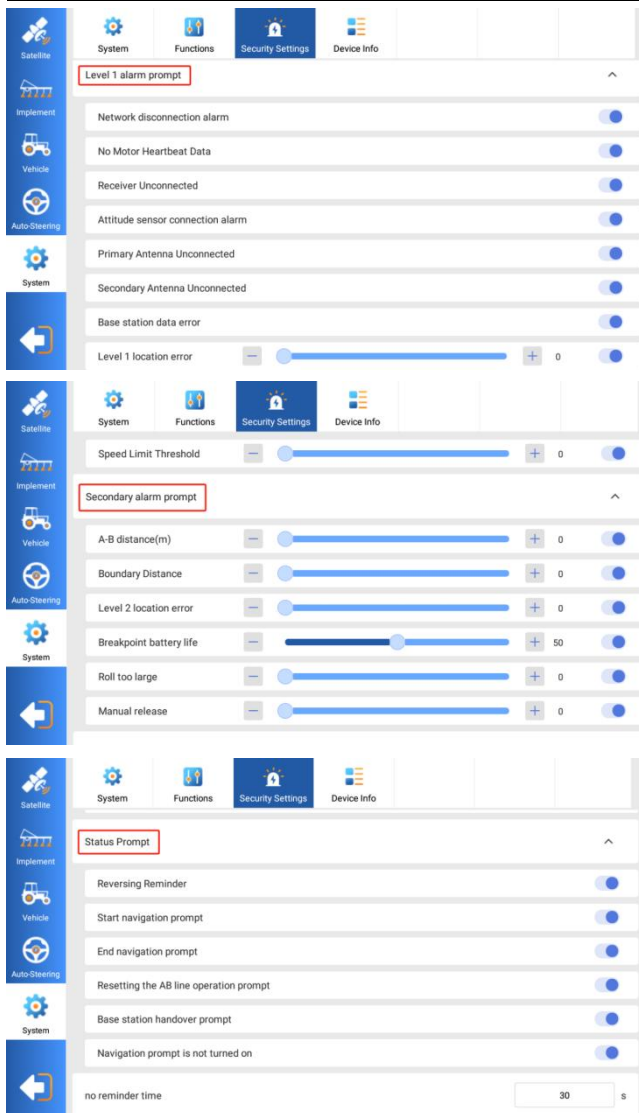 Satellite
System
Functions
Security Settings
Device Info
Level 1 alarm prompt
Implement
Network disconnection alarm
No Motor Heartbeat Data
Vehicle
Receiver Unconnected
Attitude sensor connection alarm
Auto-Steering
Primary Antenna Unconnected
System
Secondary Antenna Unconnected
Base station data error
Level 1 location error − + 0
Satellite
System
Functions
Security Settings
Device Info
Speed Limit Threshold − + 0
Implement
Secondary alarm prompt
Vehicle
A-B distance(m) − + 0
Boundary Distance − + 0
Auto-Steering
Level 2 location error − + 0
Breakpoint battery life − + 50
System
Roll too large − + 0
Manual release − + 0
Satellite
System
Functions
Security Settings
Device Info
Status Prompt
Implement
Reversing Reminder
Vehicle
Start navigation prompt
End navigation prompt
Auto-Steering
Resetting the AB line operation prompt
Base station handover prompt
System
Navigation prompt is not turned on
no reminder time 30 s